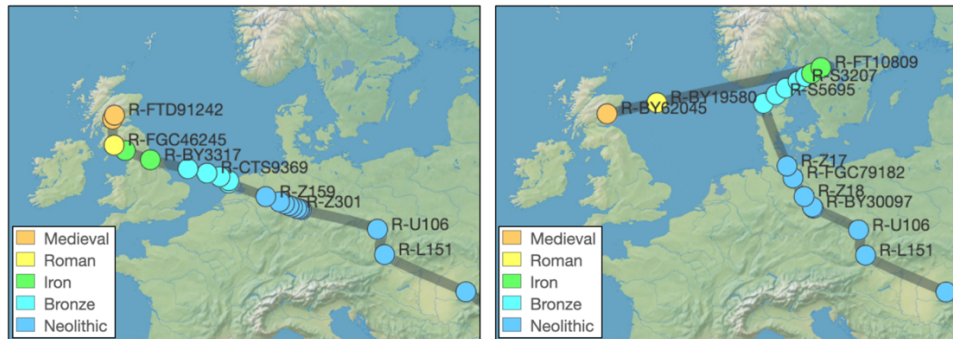 R-FTD91242
R-FGC46245
R-BY3317
R-CTS9369
R-Z159
R-Z301
R-U106
R-L151
Medieval
Roman
Iron
Bronze
Neolithic
R-FT10809
R-S3207
R-S5695
R-BY19580
R-BY62045
R-Z17
R-FGC79182
R-Z18
R-BY30097
R-U106
R-L151
Medieval
Roman
Iron
Bronze
Neolithic